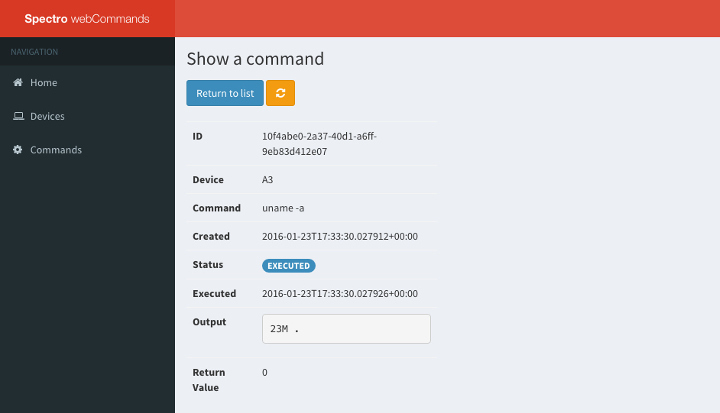 Spectro webCommands
NAVIGATION
Home
Devices
Commands
Show a command
Return to list
ID
10f4abe0-2a37-40d1-a6ff-
9eb83d412e07
Device A3
Command uname -a
Created 2016-01-23T17:33:30.027912+00:00
Status EXECUTED
Executed 2016-01-23T17:33:30.027926+00:00
Output 23M .
Return
Value
0